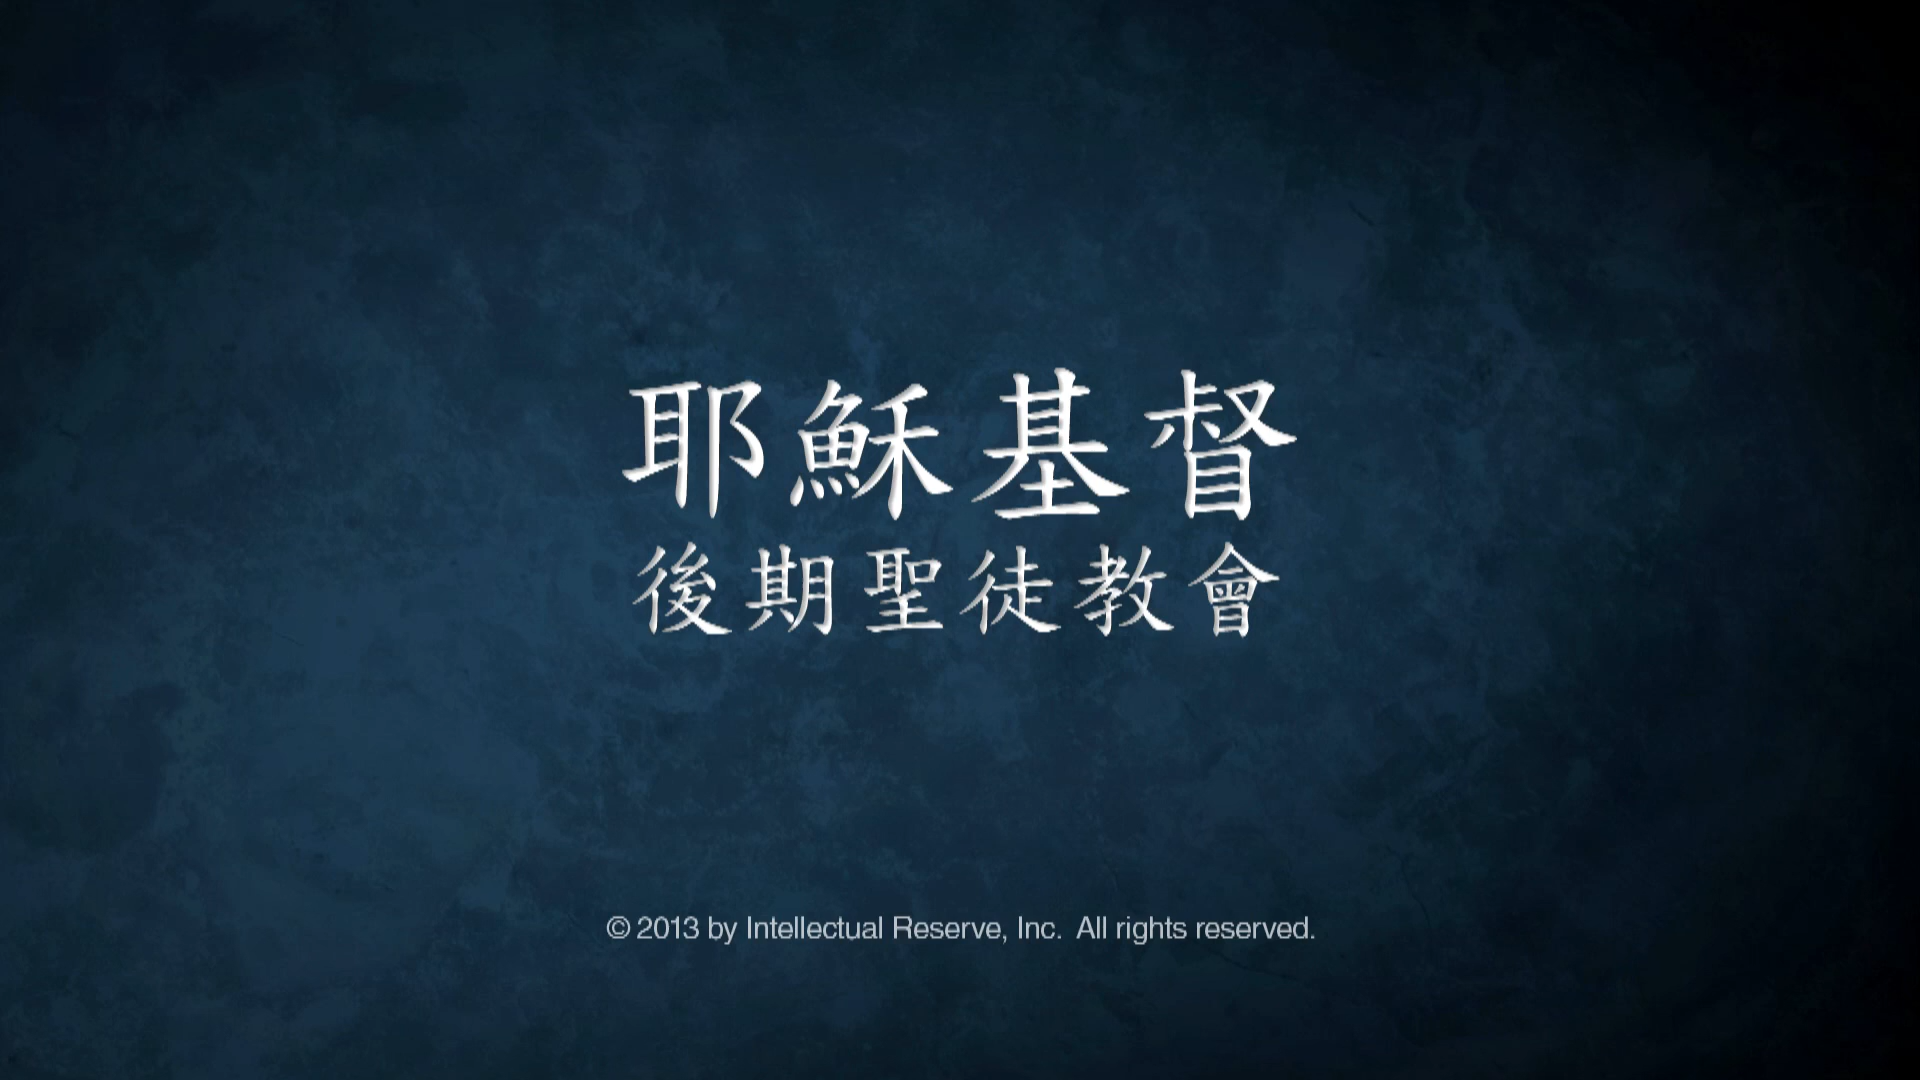 耶穌基督
後期聖徒教會
© 2013 by Intellectual Reserve, Inc. All rights reserved.